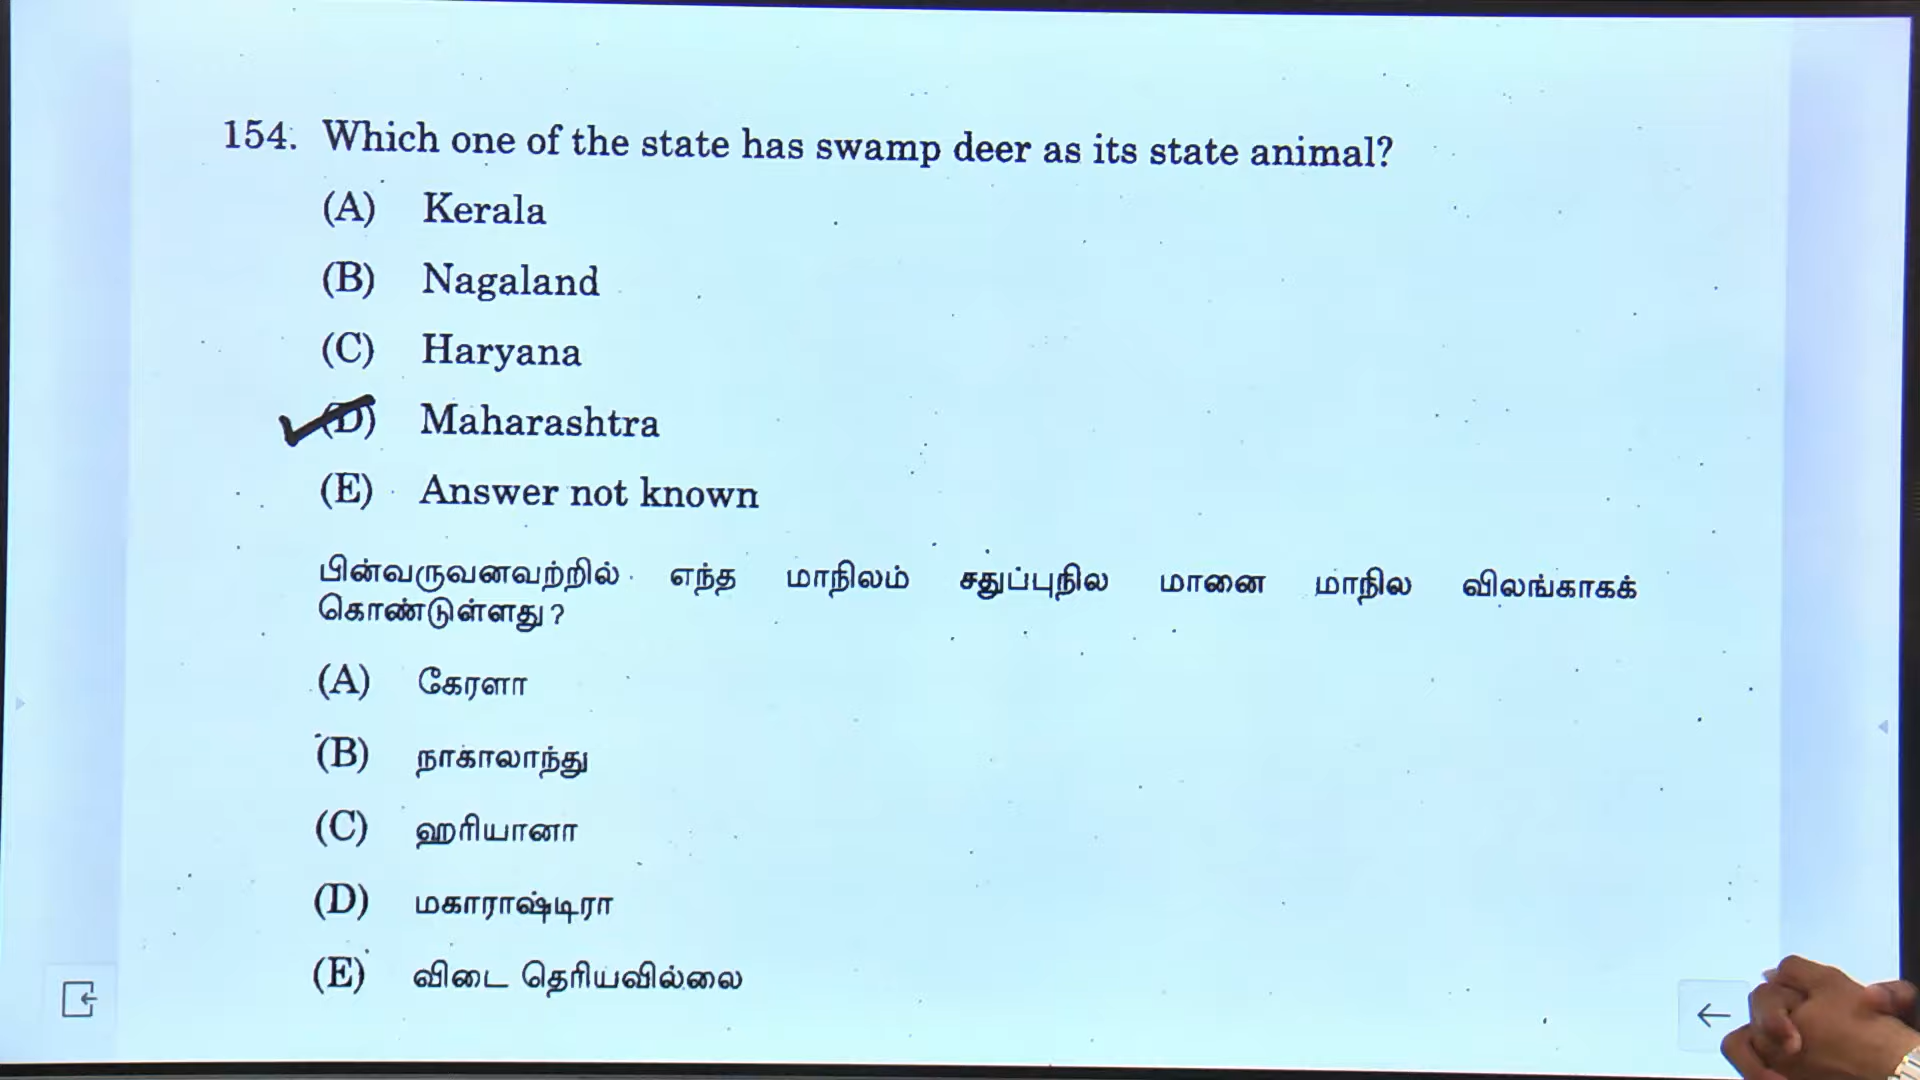 154. Which one of the state has swamp deer as its state animal?
(A) Kerala
(B) Nagaland
(C) Haryana
(D) Maharashtra
(E) Answer not known
பின்வருவனவற்றில் எந்த மாநிலம் சதுப்புநில மானை மாநில விலங்காகக்
கொண்டுள்ளது?
(A) கேரளா
(B) நாகாலாந்து
(C) ஹரியானா
(D) மகாராஷ்டிரா
(E) விடை தெரியவில்லை